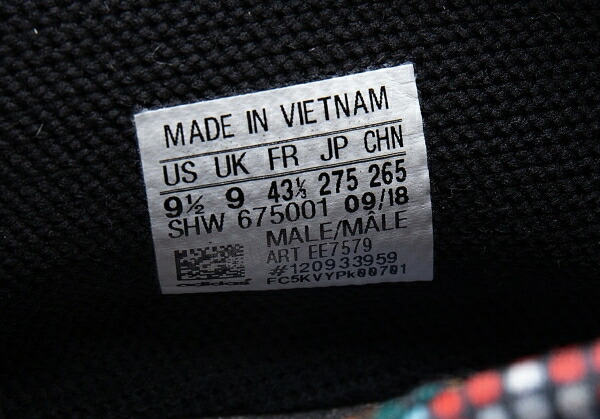 MADE IN VIETNAM
US UK FR JP CHN
9½ 9 43⅓ 275 265
SHW 675001 09/18
MALE/MÂLE
ART EE7579
#120933959
adidas FC5KVYPk00701